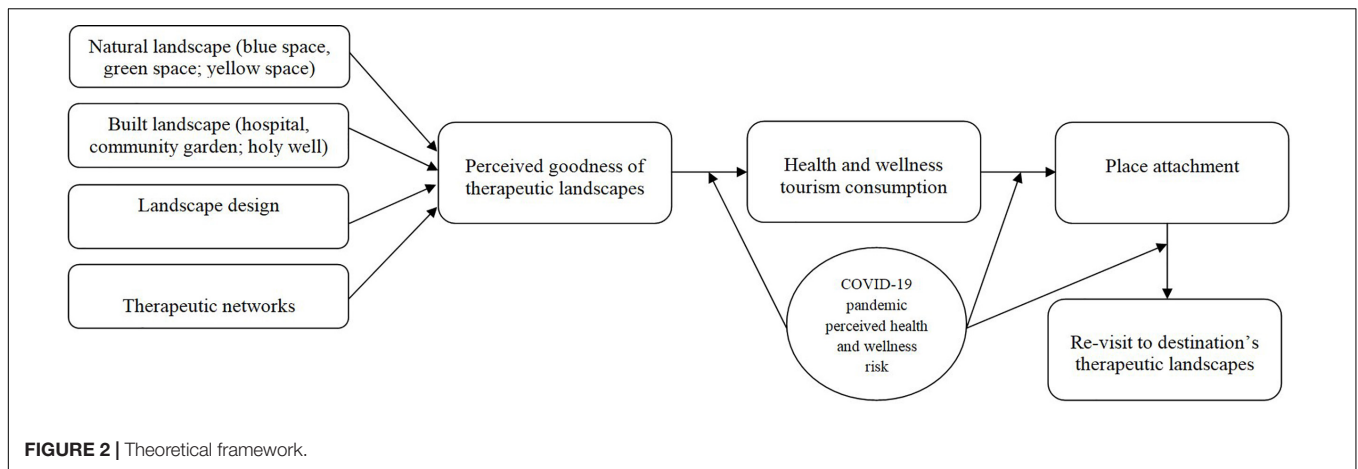 Natural landscape (blue space,
green space; yellow space)
Built landscape (hospital,
community garden; holy well)
Landscape design
Therapeutic networks
Perceived goodness of
therapeutic landscapes
Health and wellness
tourism consumption
Place attachment
COVID-19
pandemic
perceived health
and wellness
risk
Re-visit to destination’s
therapeutic landscapes
FIGURE 2 | Theoretical framework.